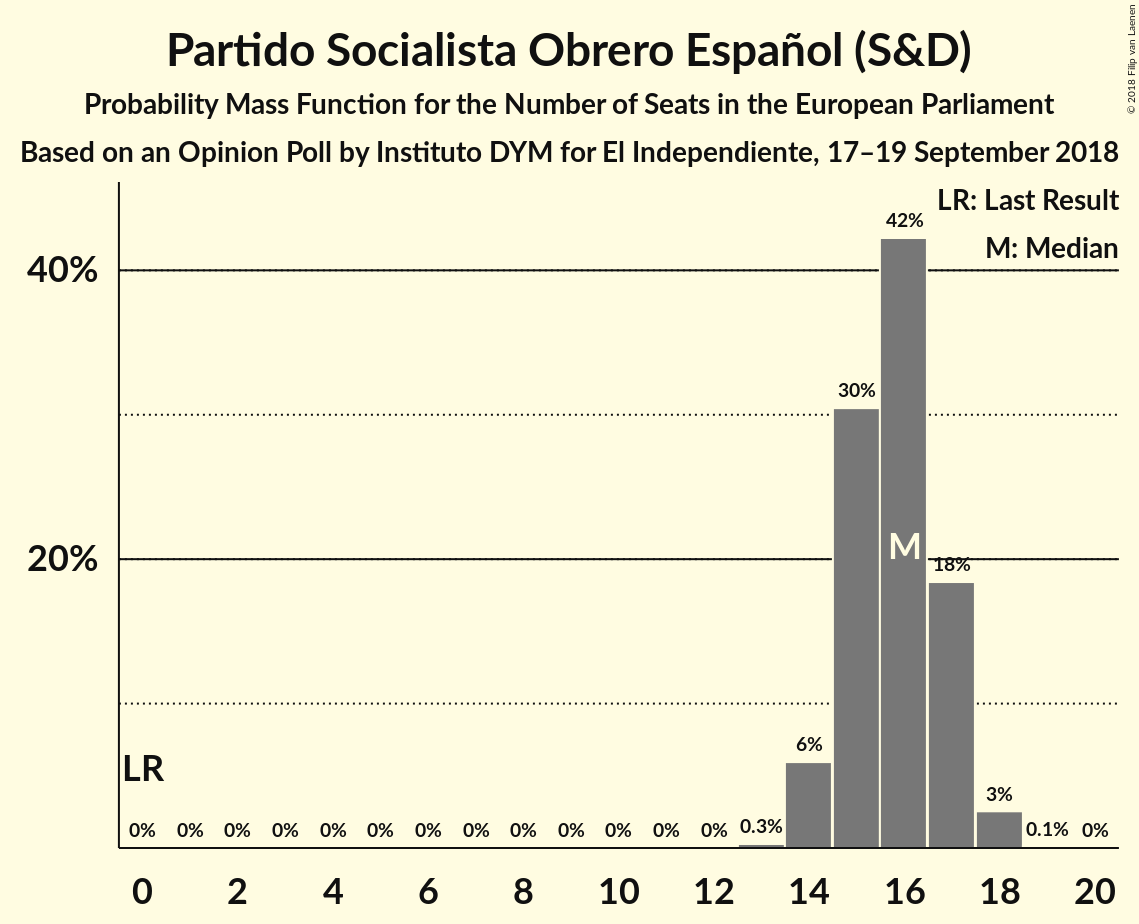 Partido Socialista Obrero Español (S&D)
Probability Mass Function for the Number of Seats in the European Parliament
Based on an Opinion Poll by Instituto DYM for El Independiente, 17–19 September 2018
© 2018 Filip van Laenen
LR: Last Result
M: Median
42%
40%
30%
M
20%
18%
6%
LR
3%
0% 0% 0% 0% 0% 0% 0% 0% 0% 0% 0% 0% 0% 0.3% 0.1% 0%
0 2 4 6 8 10 12 14 16 18 20